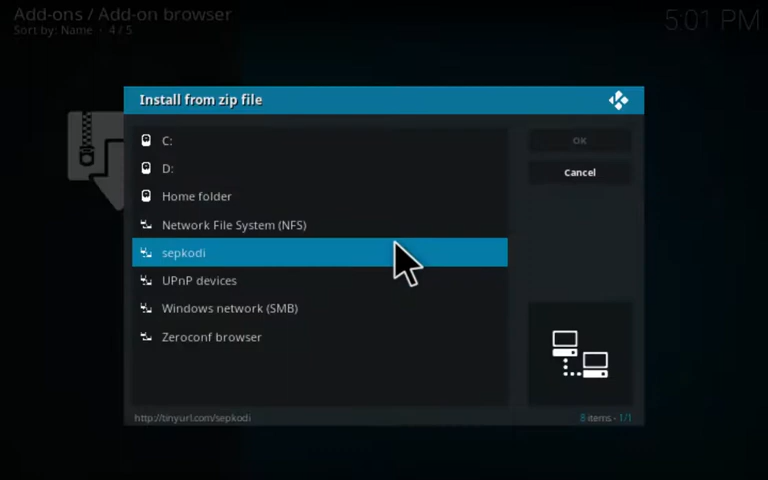 Add-ons / Add-on browser
Sort by: Name · 4 / 5
5:01 PM
Install from zip file
C:
D:
Home folder
Network File System (NFS)
sepkodi
UPnP devices
Windows network (SMB)
Zeroconf browser
OK
Cancel
http://tinyurl.com/sepkodi
8 items - 1/1